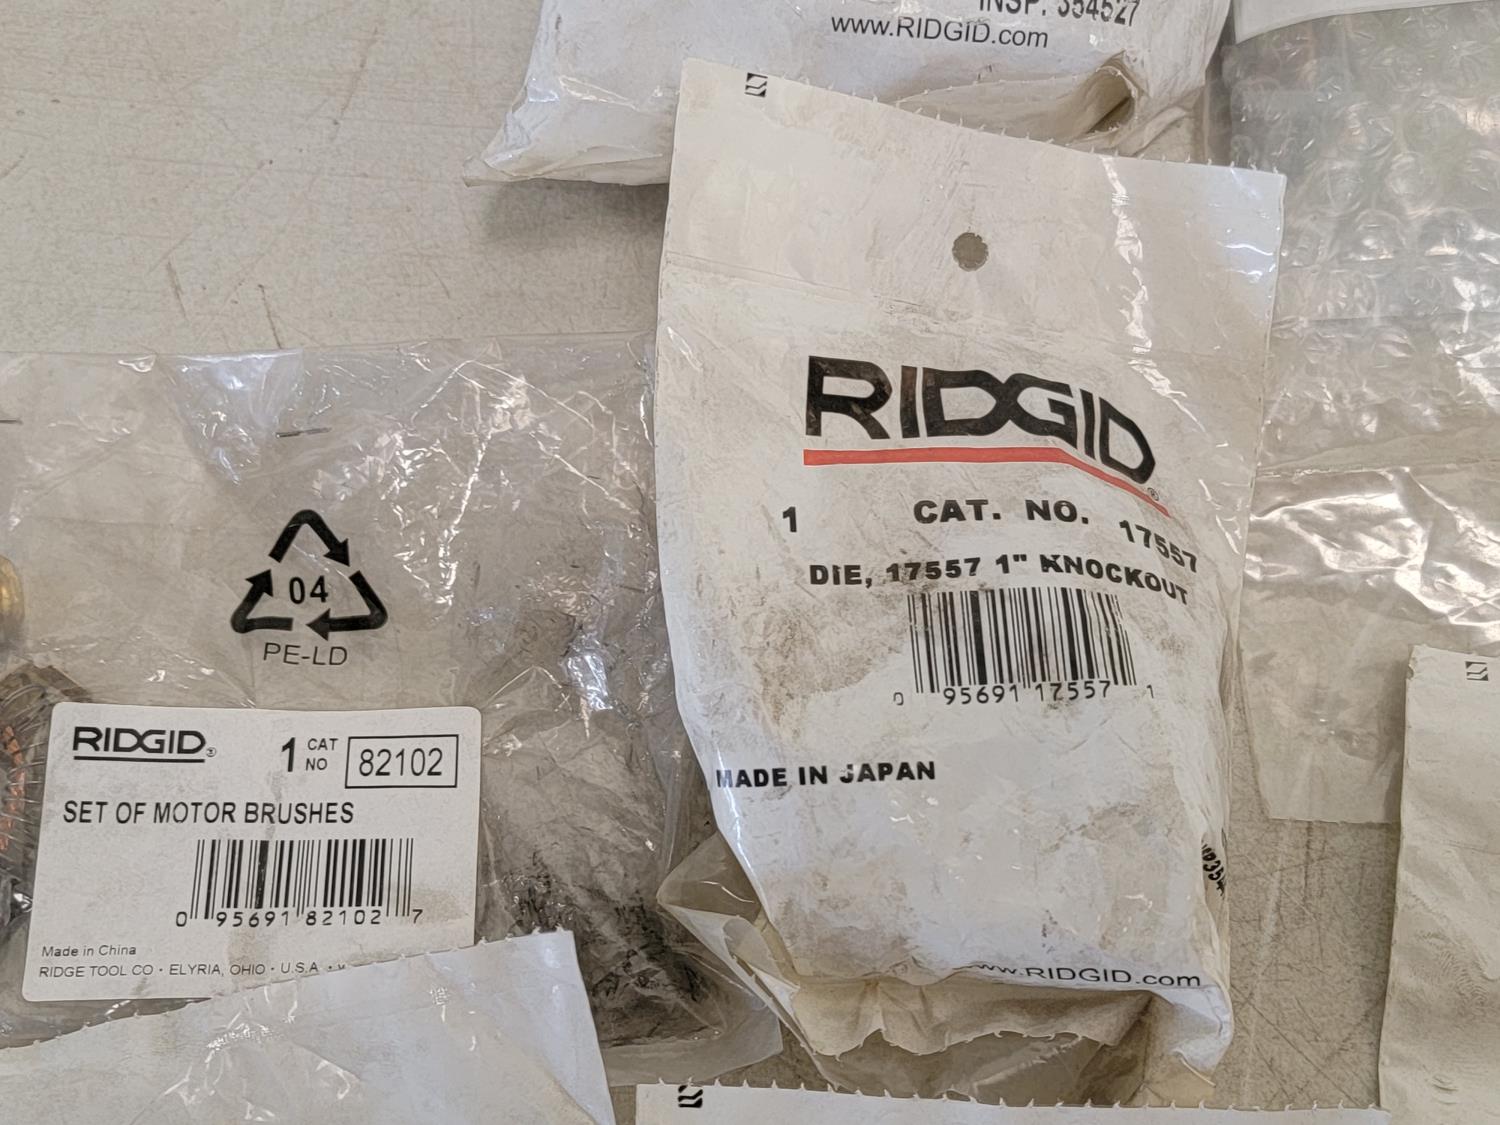 INSP. 354527
www.RIDGID.com
RIDGID®
1 CAT. NO. 17557
DIE, 17557 1" KNOCKOUT
0 95691 17557 1
MADE IN JAPAN
www.RIDGID.com
04
PE-LD
RIDGID®
1 CAT NO 82102
SET OF MOTOR BRUSHES
0 95691 82102 7
Made in China
RIDGE TOOL CO • ELYRIA, OHIO • U.S.A •